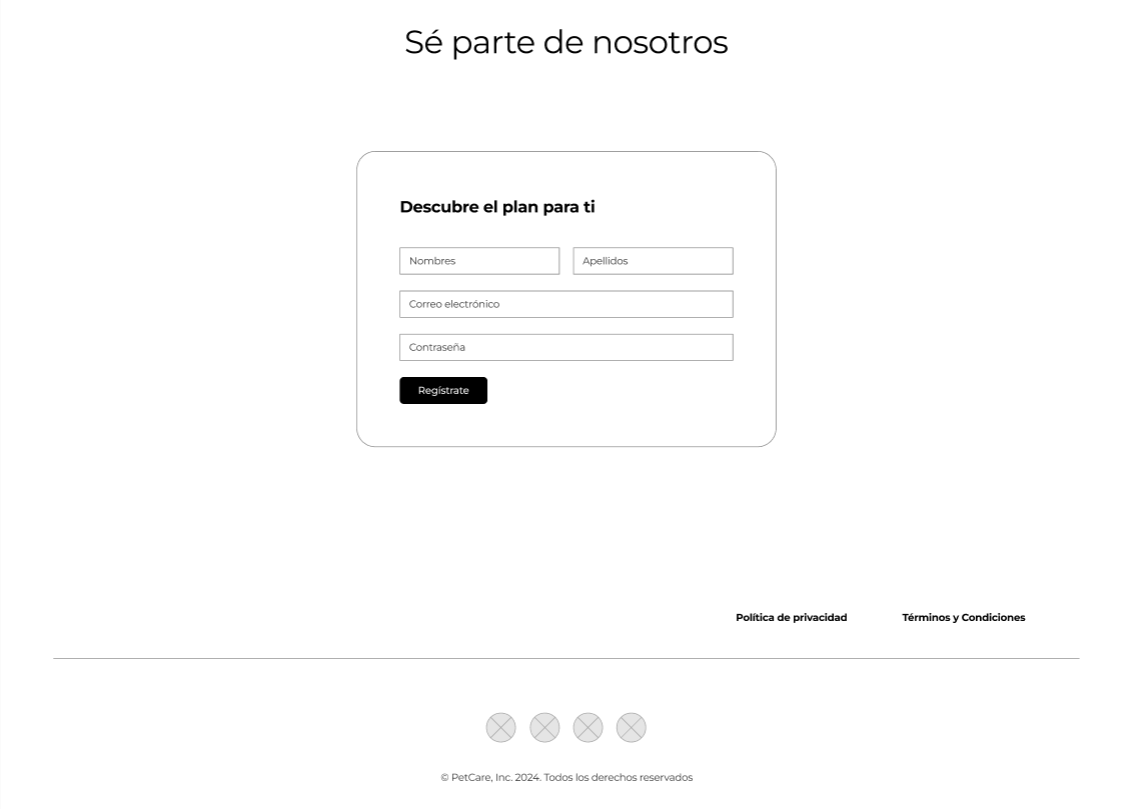 Sé parte de nosotros
Descubre el plan para ti
Nombres
Apellidos
Correo electrónico
Contraseña
Regístrate
Política de privacidad
Términos y Condiciones
© PetCare, Inc. 2024. Todos los derechos reservados